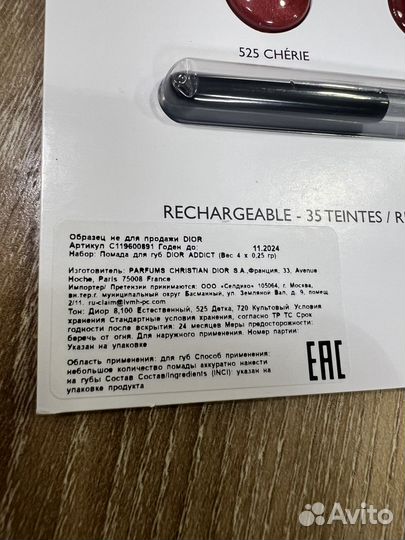 525 CHÉRIE
RECHARGEABLE - 35 TEINTES / R
Образец не для продажи DIOR
Артикул C119600891 Годен до: 11.2024
Набор: Помада для губ DIOR ADDICT (Вес 4 x 0,25 гр)
Изготовитель: PARFUMS CHRISTIAN DIOR S.A.,Франция, 33, Avenue
Hoche, Paris 75008 France
Импортер/ Претензии принимаются: ООО «Селдико» 105064, г. Москва,
вн.тер.г. муниципальный округ Басманный, ул. Земляной Вал, д. 9, помещ.
2/11. ru-claim@lvmh-pc.com
Тон: Диор 8,100 Естественный, 525 Детка, 720 Культовый Условия
хранения Стандартные условия хранения, согласно ТР ТС Срок
годности после вскрытия: 24 месяцев Меры предосторожности:
беречь от огня. Для наружного применения. Номер партии:
Указан на упаковке
Область применения: для губ Способ применения:
небольшое количество помады аккуратно нанести
на губы Состав Состав/Ingredients (INCI): указан на
упаковке продукта
EAC
Avito